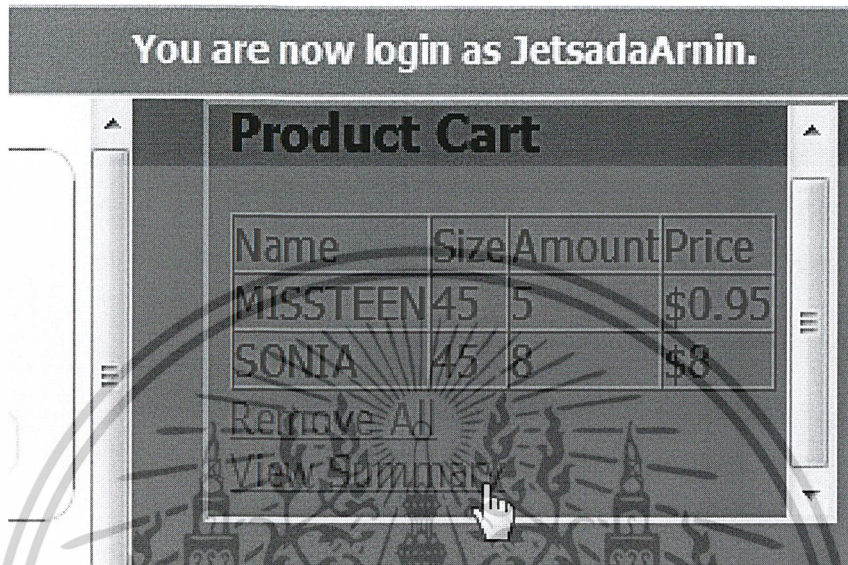 You are now login as JetsadaArnin.
Product Cart
Name Size Amount Price
MISSTEEN 45 5 $0.95
SONIA 45 8 $8
Remove All
View Summary